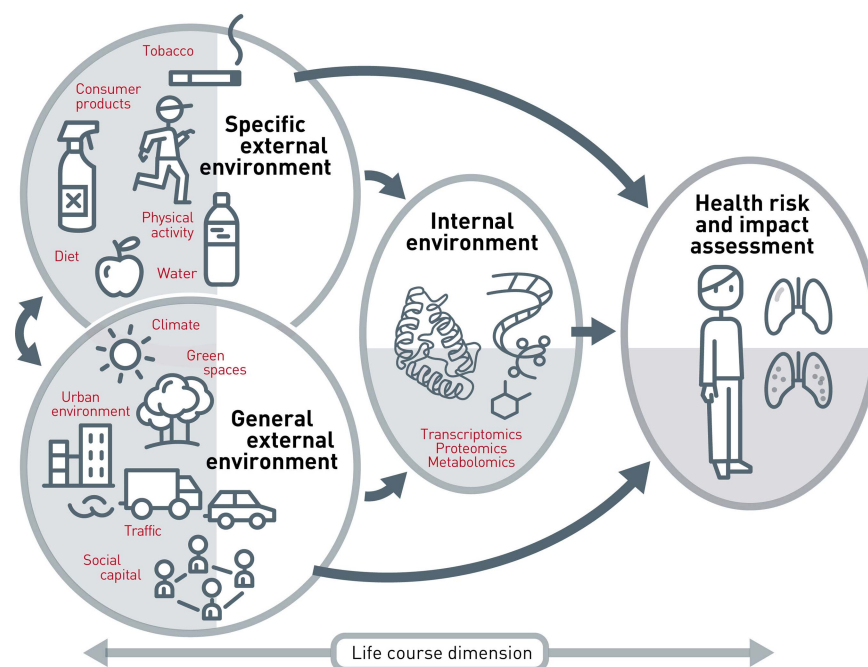 Tobacco
Consumer
products
Specific
external
environment
Physical
activity
Diet
Water
Climate
Green
spaces
Urban
environment
General
external
environment
Traffic
Social
capital
Internal
environment
Transcriptomics
Proteomics
Metabolomics
Health risk
and impact
assessment
Life course dimension